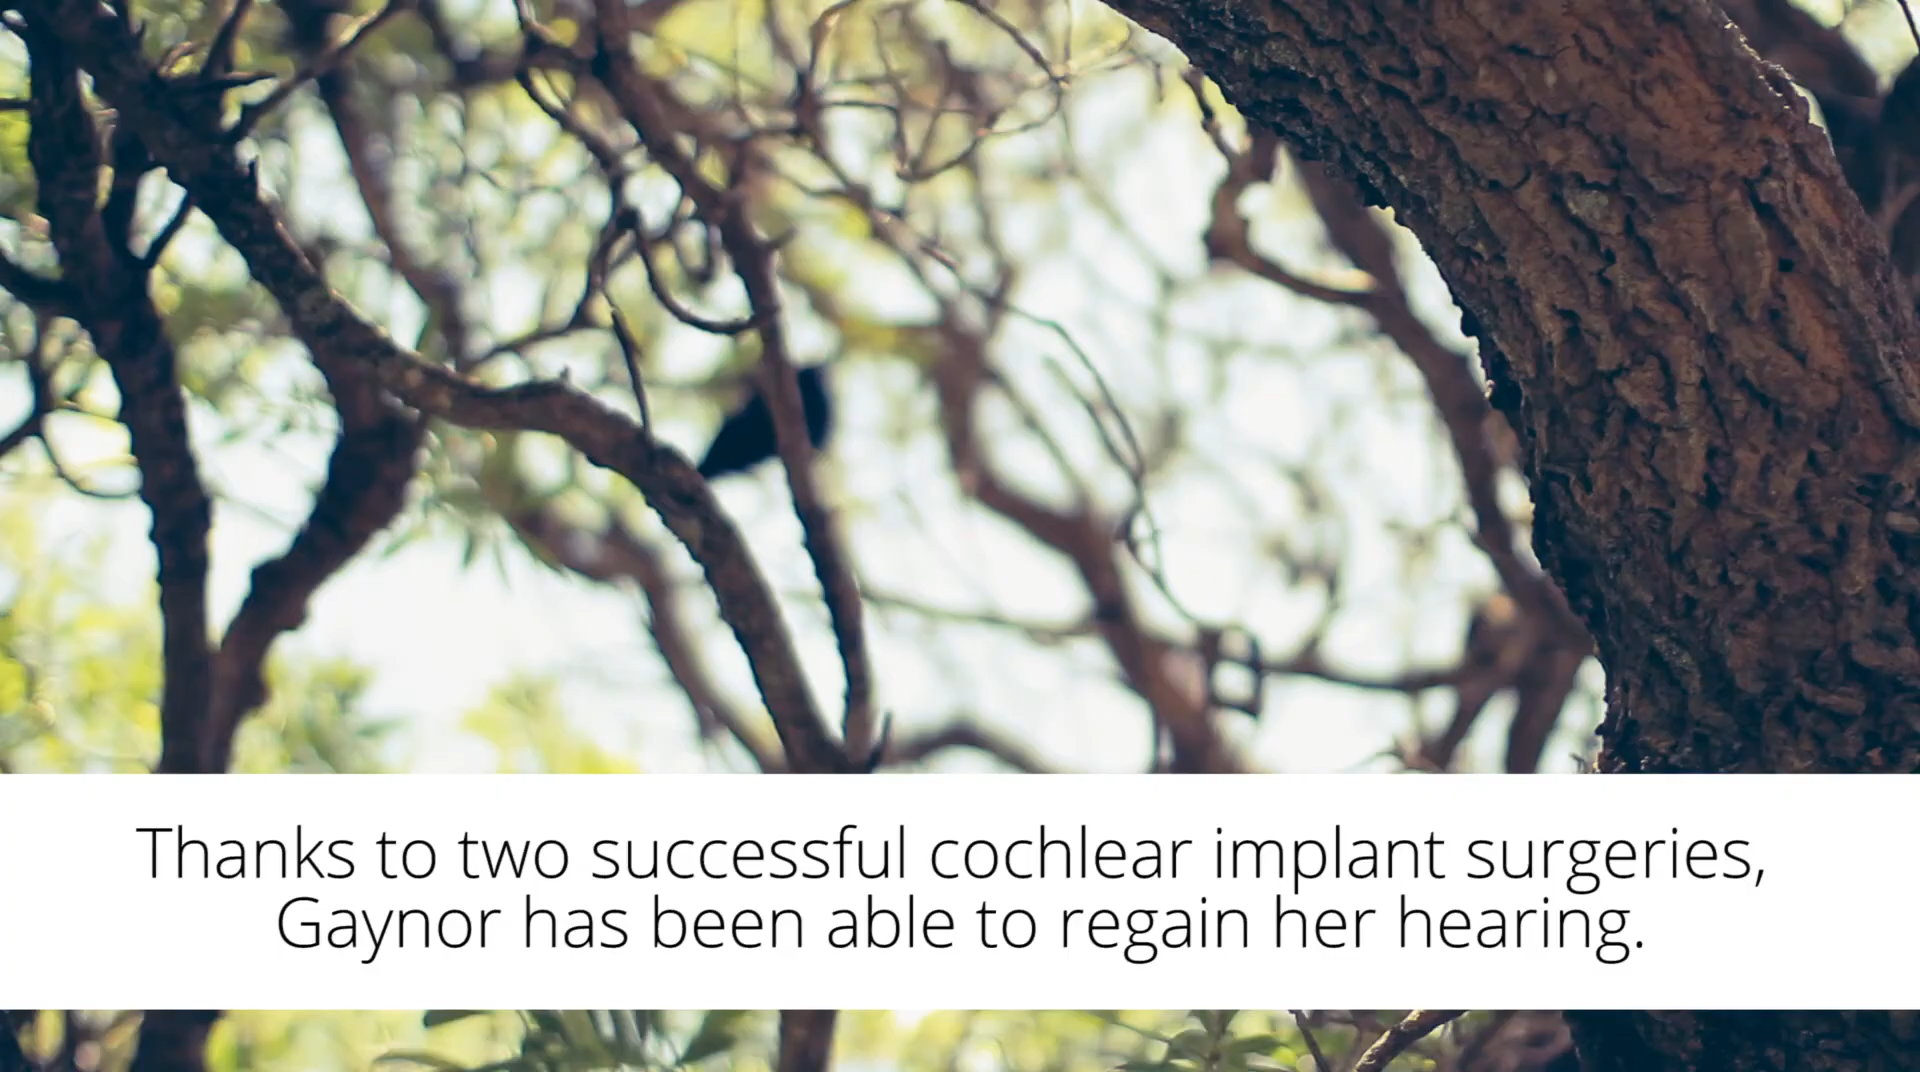 Thanks to two successful cochlear implant surgeries,
Gaynor has been able to regain her hearing.